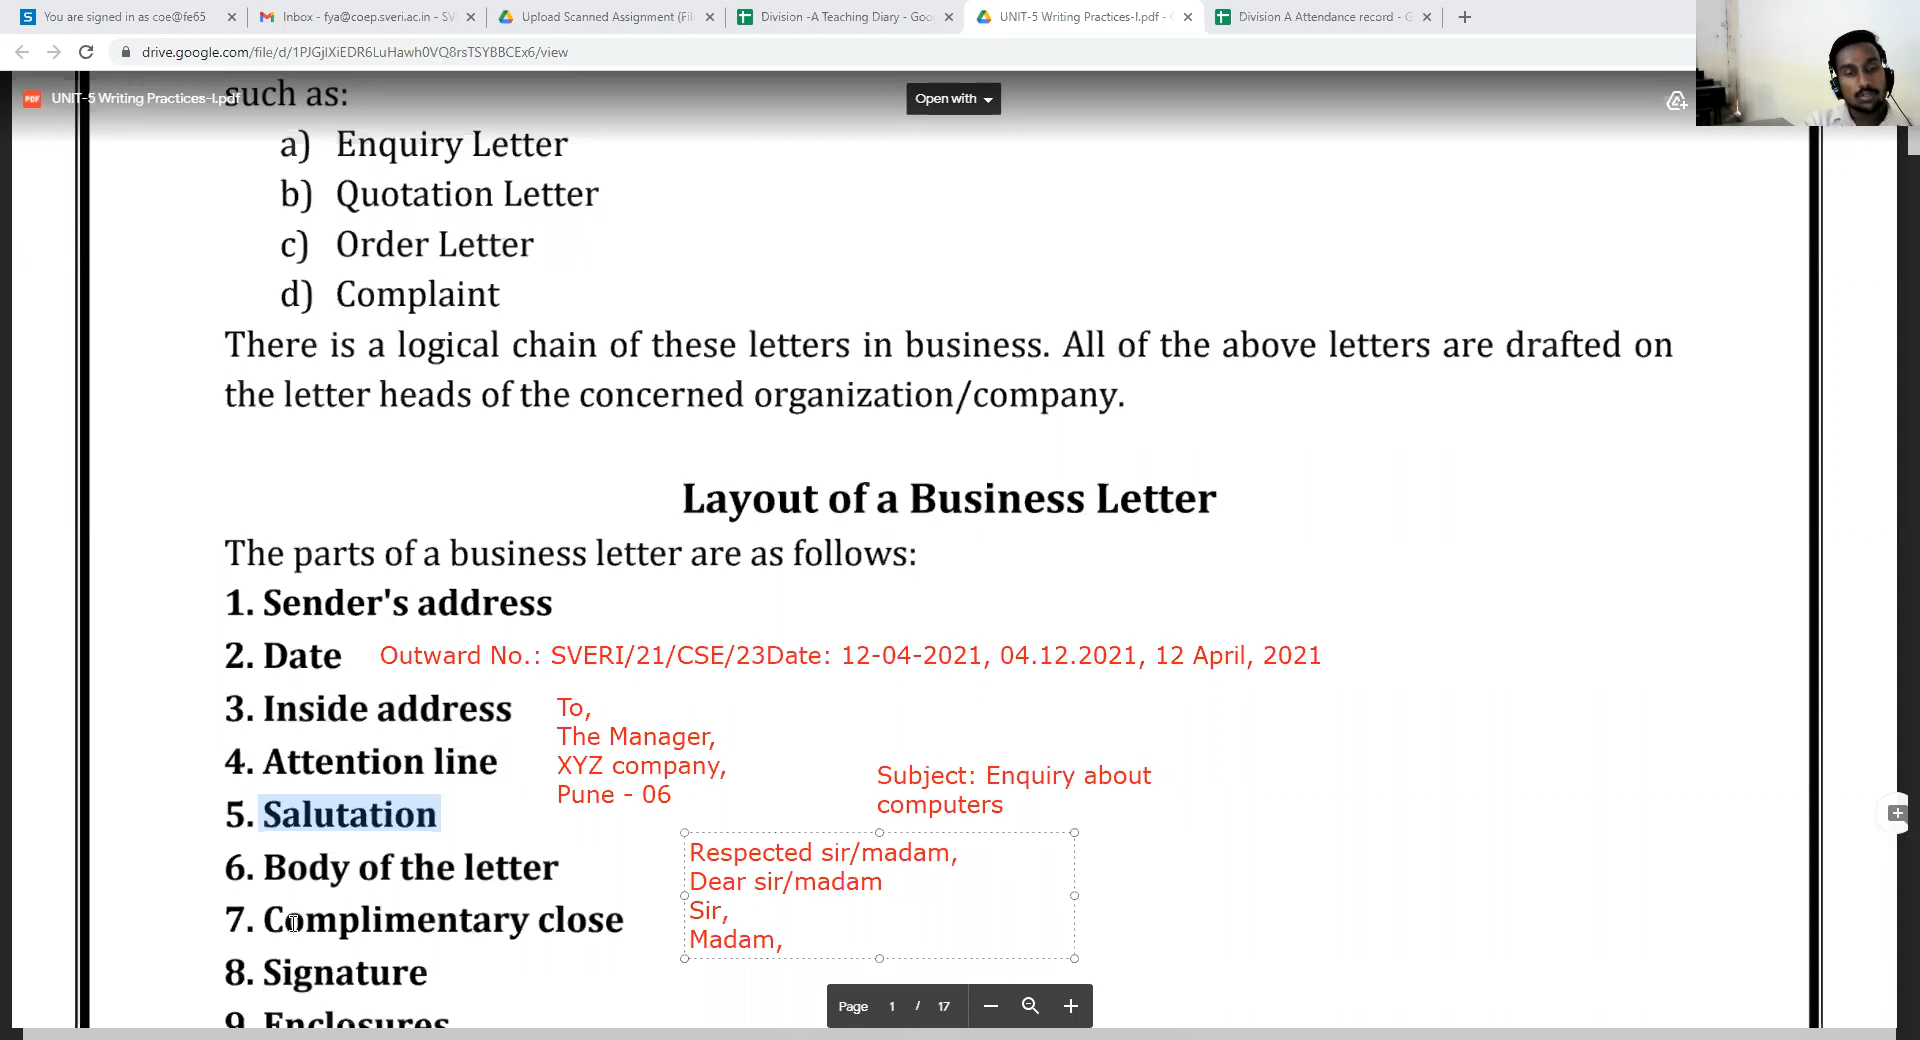 You are signed in as coe@fe65
Inbox - fya@coep.sveri.ac.in - SV
Upload Scanned Assignment (Fil
Division -A Teaching Diary - Goo
UNIT-5 Writing Practices-I.pdf -
Division A Attendance record - G
drive.google.com/file/d/1PJGjIXiEDR6LuHawh0VQ8rsTSYBBCEx6/view
PDF UNIT-5 Writing Practices-I.pdf
Open with
such as:
a) Enquiry Letter
b) Quotation Letter
c) Order Letter
d) Complaint
There is a logical chain of these letters in business. All of the above letters are drafted on
the letter heads of the concerned organization/company.
Layout of a Business Letter
The parts of a business letter are as follows:
1. Sender's address
2. Date Outward No.: SVERI/21/CSE/23Date: 12-04-2021, 04.12.2021, 12 April, 2021
3. Inside address
To,
The Manager,
XYZ company,
Pune - 06
4. Attention line
Subject: Enquiry about
computers
5. Salutation
Respected sir/madam,
Dear sir/madam
Sir,
Madam,
6. Body of the letter
7. Complimentary close
8. Signature
9. Enclosures
Page 1 / 17